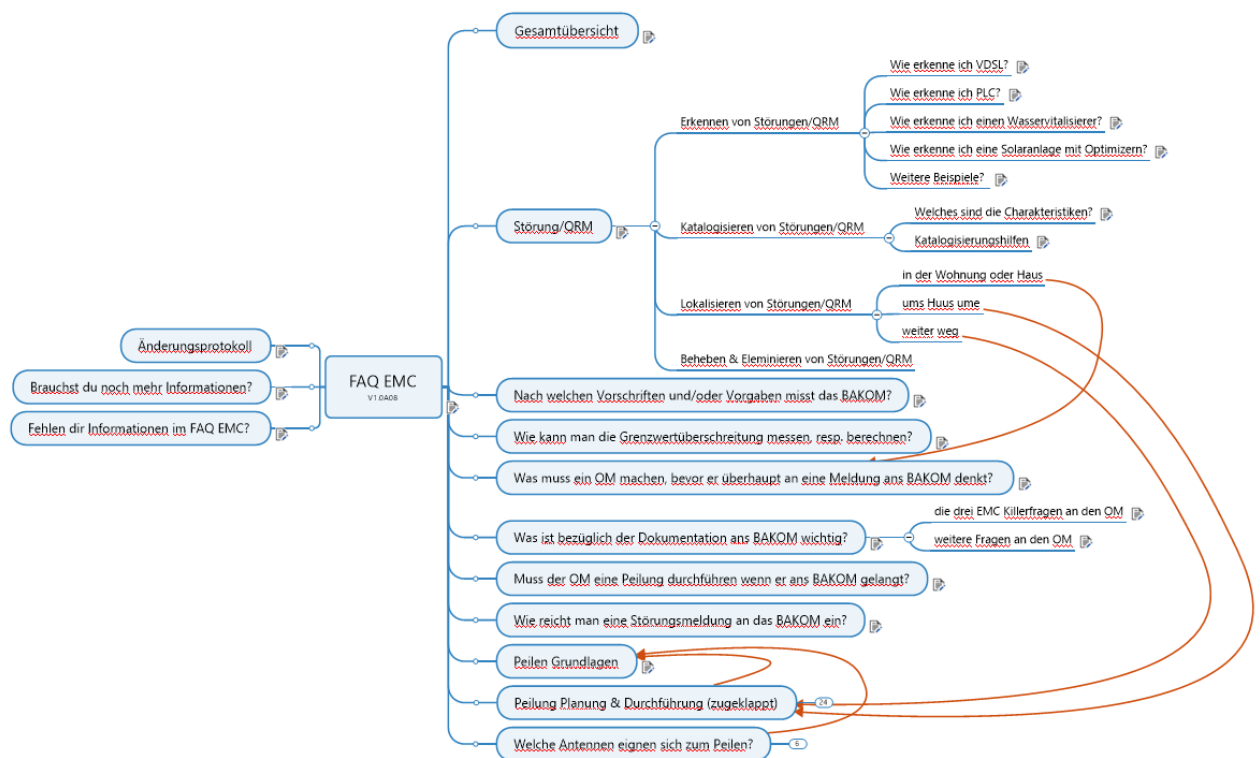 Gesamtübersicht
Wie erkenne ich VDSL?
Wie erkenne ich PLC?
Erkennen von Störungen/QRM
Wie erkenne ich einen Wasservitalisierer?
Wie erkenne ich eine Solaranlage mit Optimizern?
Weitere Beispiele?
Störung/QRM
Katalogisieren von Störungen/QRM
Welches sind die Charakteristiken?
Katalogisierungshilfen
Lokalisieren von Störungen/QRM
in der Wohnung oder Haus
ums Huus ume
weiter weg
Beheben & Eleminieren von Störungen/QRM
Änderungsprotokoll
Brauchst du noch mehr Informationen?
Fehlen dir Informationen im FAQ EMC?
FAQ EMC
V1.0A08
Nach welchen Vorschriften und/oder Vorgaben misst das BAKOM?
Wie kann man die Grenzwertüberschreitung messen, resp. berechnen?
Was muss ein OM machen, bevor er überhaupt an eine Meldung ans BAKOM denkt?
Was ist bezüglich der Dokumentation ans BAKOM wichtig?
die drei EMC Killerfragen an den OM
weitere Fragen an den OM
Muss der OM eine Peilung durchführen wenn er ans BAKOM gelangt?
Wie reicht man eine Störungsmeldung an das BAKOM ein?
Peilen Grundlagen
Peilung Planung & Durchführung (zugeklappt)
24
Welche Antennen eignen sich zum Peilen?
6